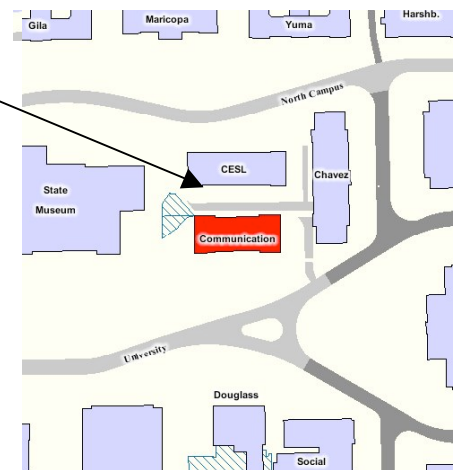 Gila
Maricopa
Yuma
Harshb.
North Campus
CESL
Chavez
State
Museum
Communication
University
Douglass
Social